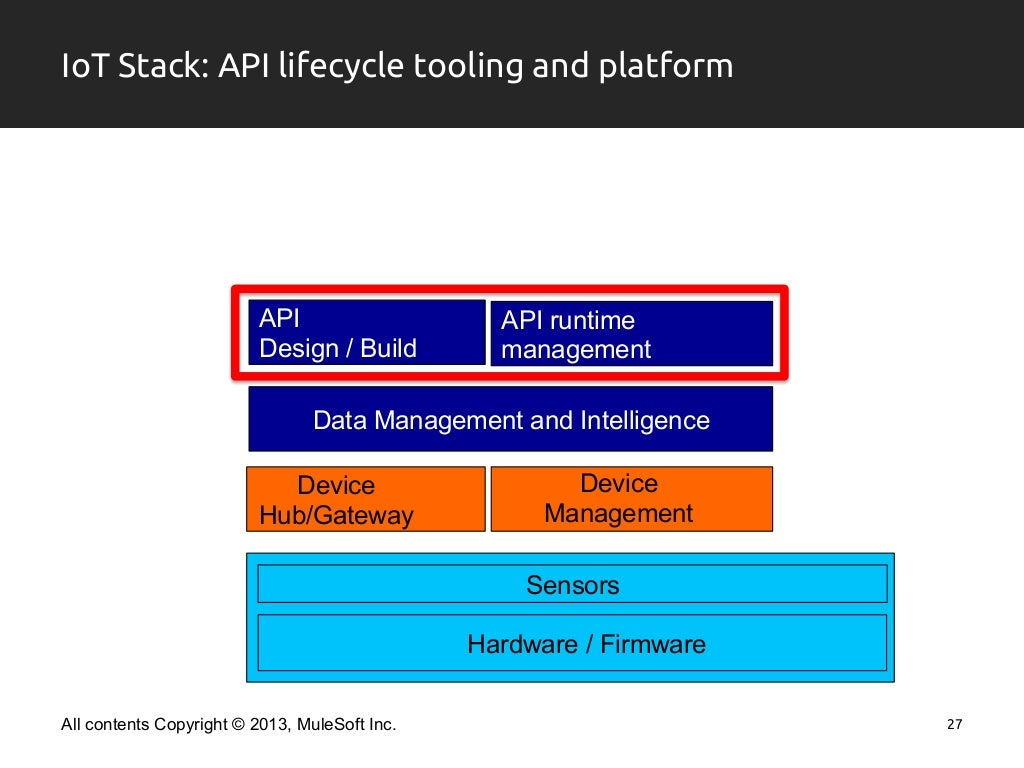 IoT Stack: API lifecycle tooling and platform
API
Design / Build
API runtime
management
Data Management and Intelligence
Device
Hub/Gateway
Device
Management
Sensors
Hardware / Firmware
All contents Copyright © 2013, MuleSoft Inc.
27